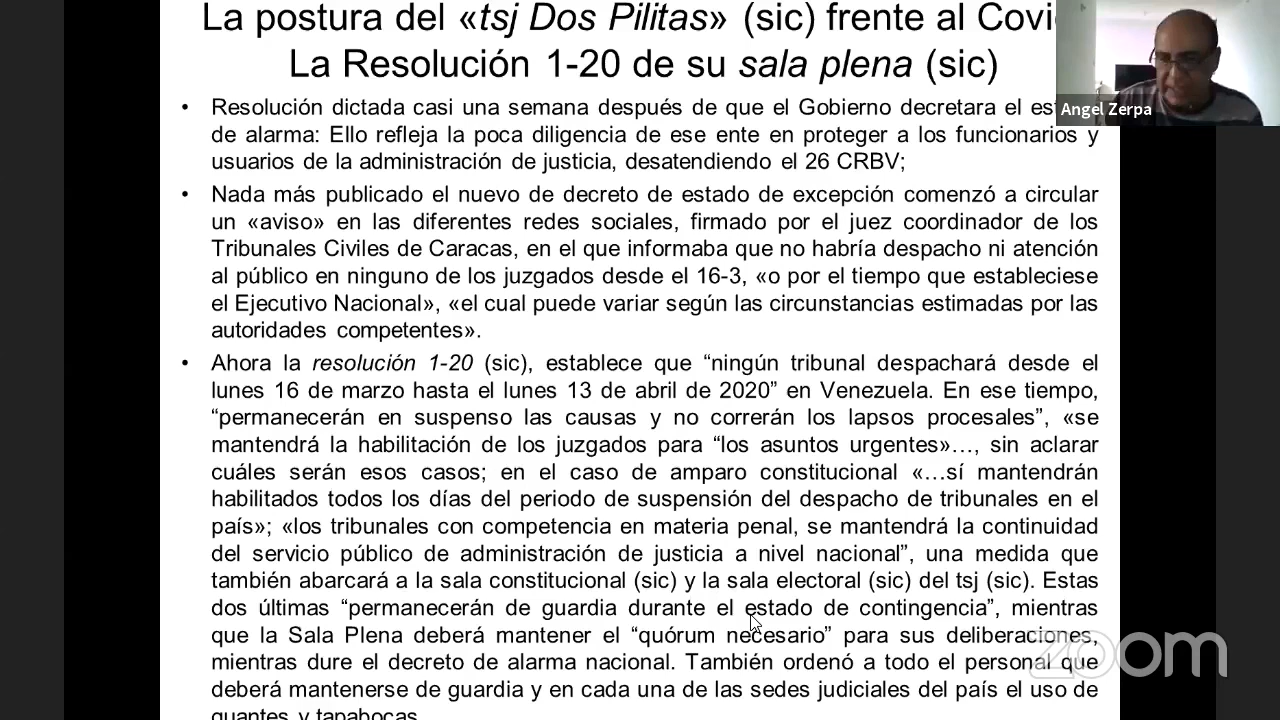 La postura del «tsj Dos Pilitas» (sic) frente al Covi
La Resolución 1-20 de su sala plena (sic)
Angel Zerpa
• Resolución dictada casi una semana después de que el Gobierno decretara el es
de alarma: Ello refleja la poca diligencia de ese ente en proteger a los funcionarios y
usuarios de la administración de justicia, desatendiendo el 26 CRBV;
• Nada más publicado el nuevo de decreto de estado de excepción comenzó a circular
un «aviso» en las diferentes redes sociales, firmado por el juez coordinador de los
Tribunales Civiles de Caracas, en el que informaba que no habría despacho ni atención
al público en ninguno de los juzgados desde el 16-3, «o por el tiempo que estableciese
el Ejecutivo Nacional», «el cual puede variar según las circunstancias estimadas por las
autoridades competentes».
• Ahora la resolución 1-20 (sic), establece que “ningún tribunal despachará desde el
lunes 16 de marzo hasta el lunes 13 de abril de 2020” en Venezuela. En ese tiempo,
“permanecerán en suspenso las causas y no correrán los lapsos procesales”, «se
mantendrá la habilitación de los juzgados para “los asuntos urgentes»…, sin aclarar
cuáles serán esos casos; en el caso de amparo constitucional «…sí mantendrán
habilitados todos los días del periodo de suspensión del despacho de tribunales en el
país»; «los tribunales con competencia en materia penal, se mantendrá la continuidad
del servicio público de administración de justicia a nivel nacional”, una medida que
también abarcará a la sala constitucional (sic) y la sala electoral (sic) del tsj (sic). Estas
dos últimas “permanecerán de guardia durante el estado de contingencia”, mientras
que la Sala Plena deberá mantener el “quórum necesario” para sus deliberaciones,
mientras dure el decreto de alarma nacional. También ordenó a todo el personal que
deberá mantenerse de guardia y en cada una de las sedes judiciales del país el uso de
guantes y tapabocas
zoom